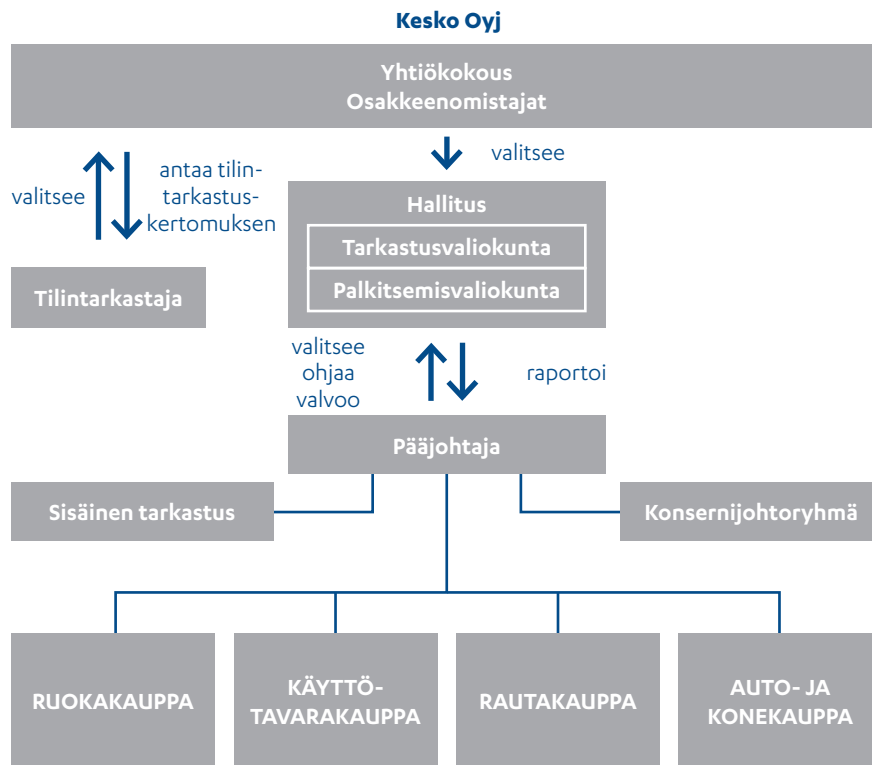 Kesko Oyj
Yhtiökokous
Osakkeenomistajat
valitsee
antaa tilin-
tarkastus-
kertomuksen
valitsee
Hallitus
Tarkastusvaliokunta
Palkitsemisvaliokunta
Tilintarkastaja
valitsee
ohjaa
valvoo
raportoi
Pääjohtaja
Sisäinen tarkastus
Konsernijohtoryhmä
RUOKAKAUPPA
KÄYTTÖ-
TAVARAKAUPPA
RAUTAKAUPPA
AUTO- JA
KONEKAUPPA